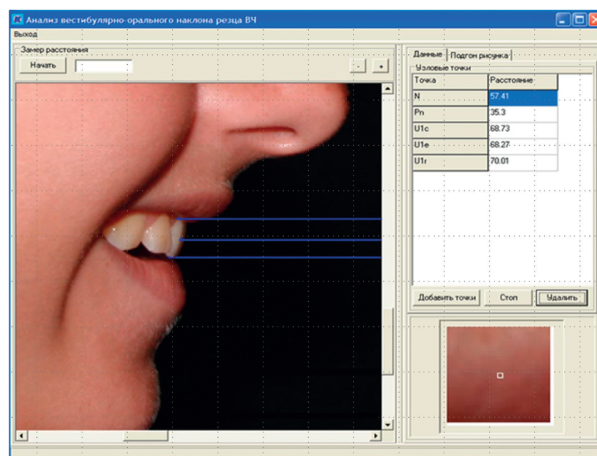 Анализ вестибулярно-орального наклона резца ВЧ
Выход
Замер расстояния
Начать
- +
Данные Подгон рисунка
Узловые точки
Точка Расстояние
N 57.41
Pn 35.3
U1c 68.73
U1e 68.27
U1r 70.01
Добавить точки Стоп Удалить